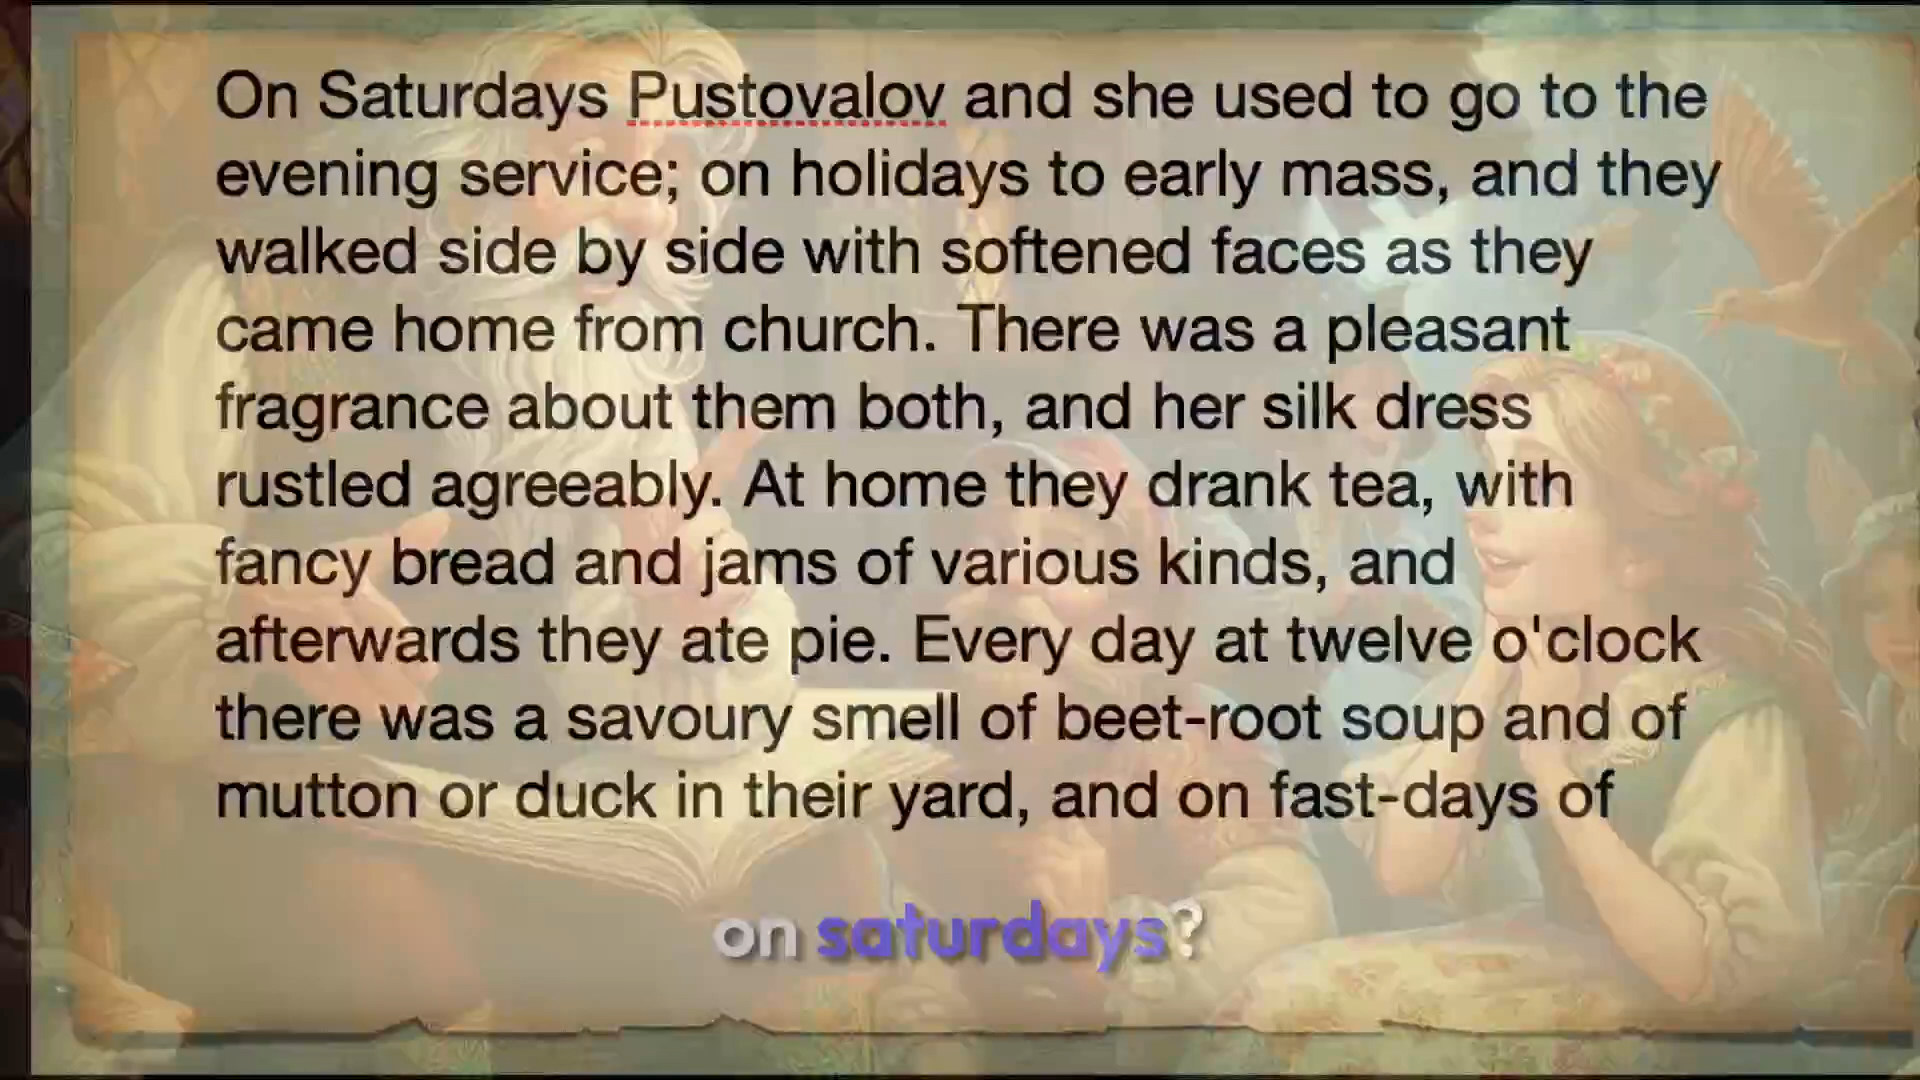 On Saturdays Pustovalov and she used to go to the
evening service; on holidays to early mass, and they
walked side by side with softened faces as they
came home from church. There was a pleasant
fragrance about them both, and her silk dress
rustled agreeably. At home they drank tea, with
fancy bread and jams of various kinds, and
afterwards they ate pie. Every day at twelve o'clock
there was a savoury smell of beet-root soup and of
mutton or duck in their yard, and on fast-days of
on saturdays?